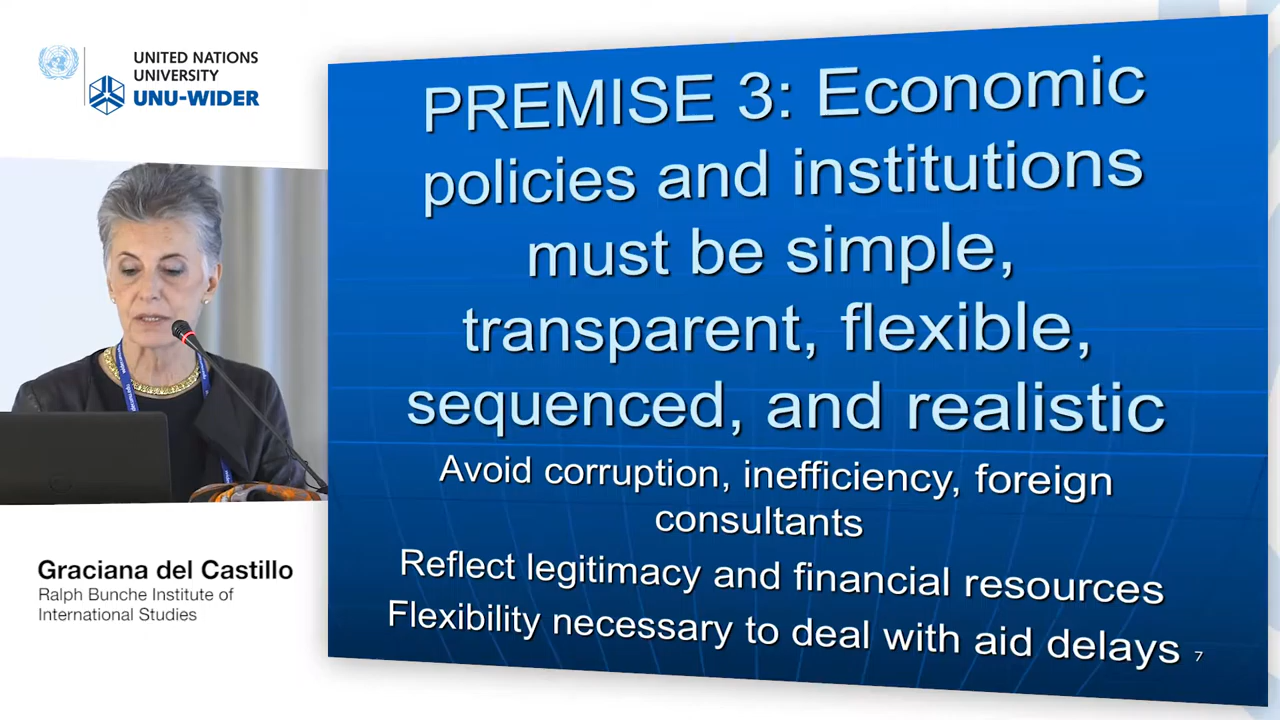 UNITED NATIONS
UNIVERSITY
UNU-WIDER
PREMISE 3: Economic
policies and institutions
must be simple,
transparent, flexible,
sequenced, and realistic
Avoid corruption, inefficiency, foreign
consultants
Reflect legitimacy and financial resources
Flexibility necessary to deal with aid delays
7
Graciana del Castillo
Ralph Bunche Institute of
International Studies